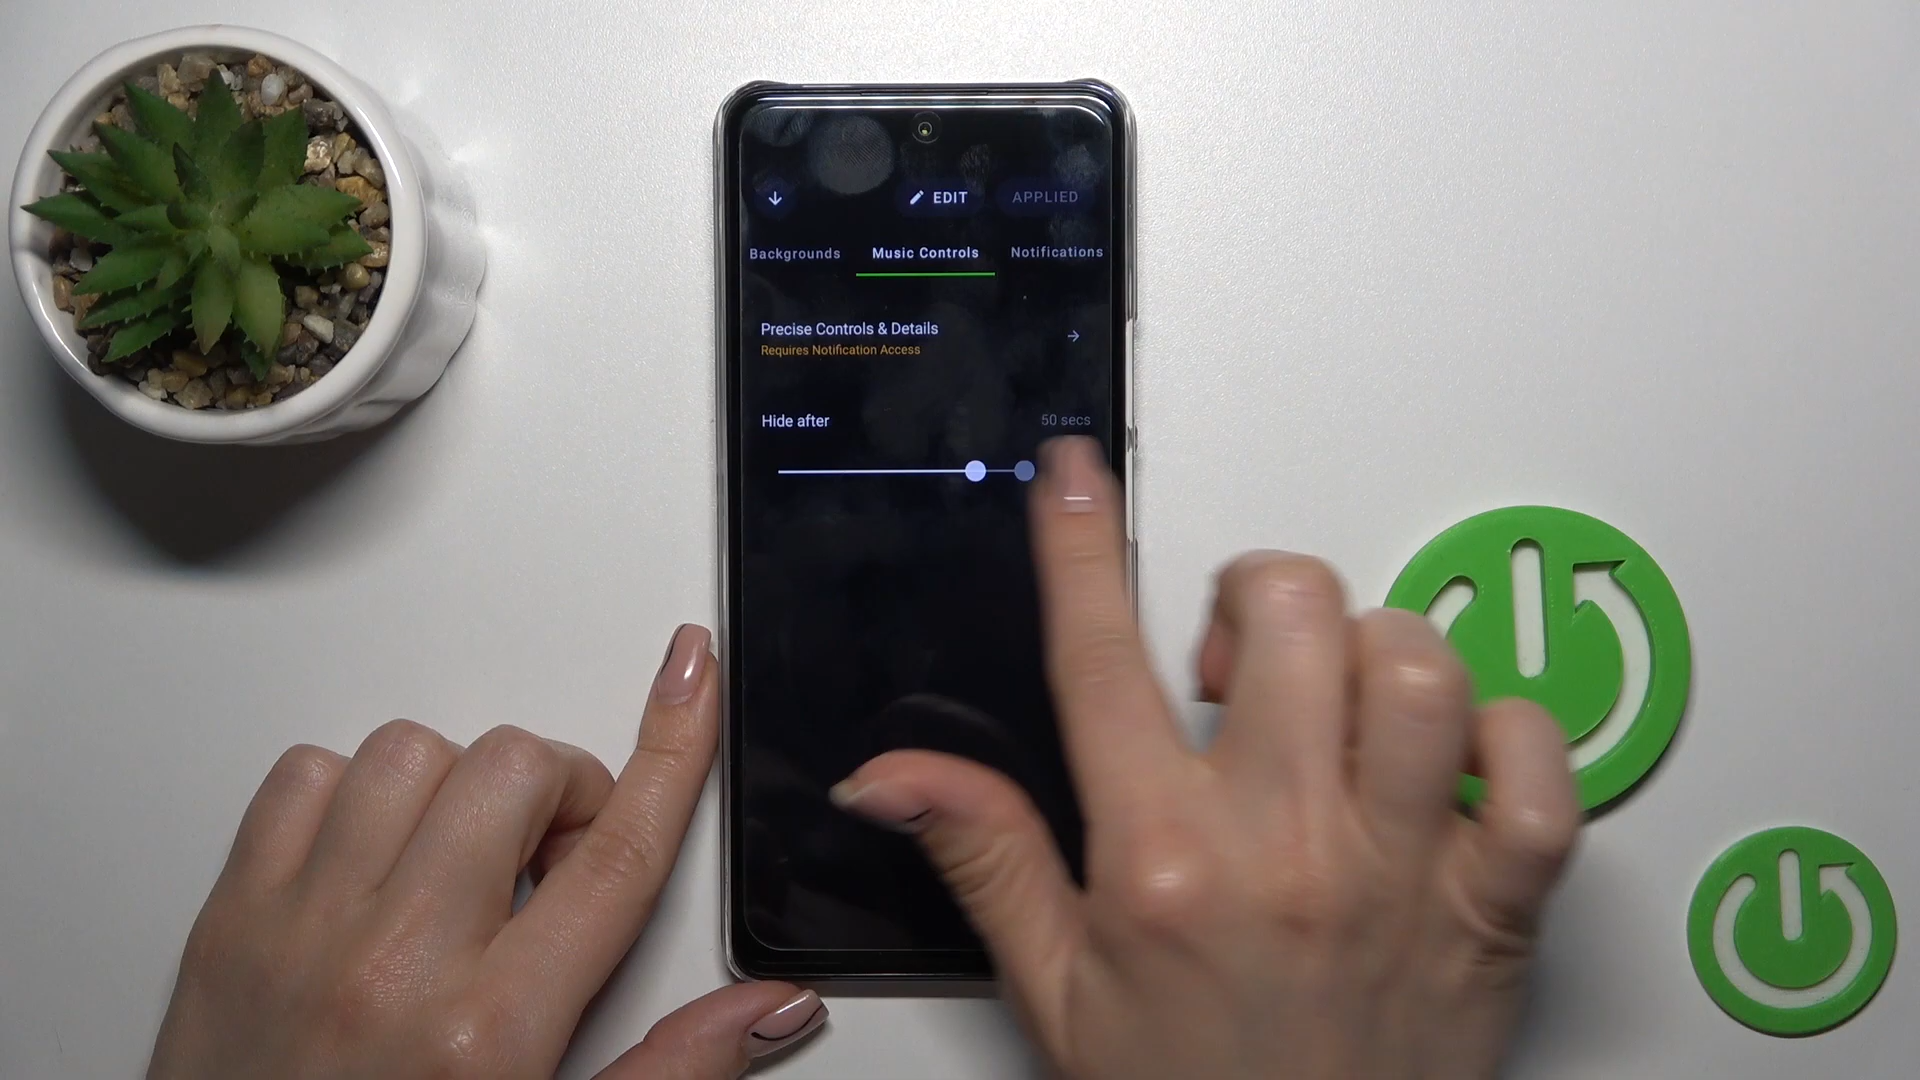 EDIT
APPLIED
Backgrounds
Music Controls
Notifications
Precise Controls & Details
Requires Notification Access
Hide after
50 secs